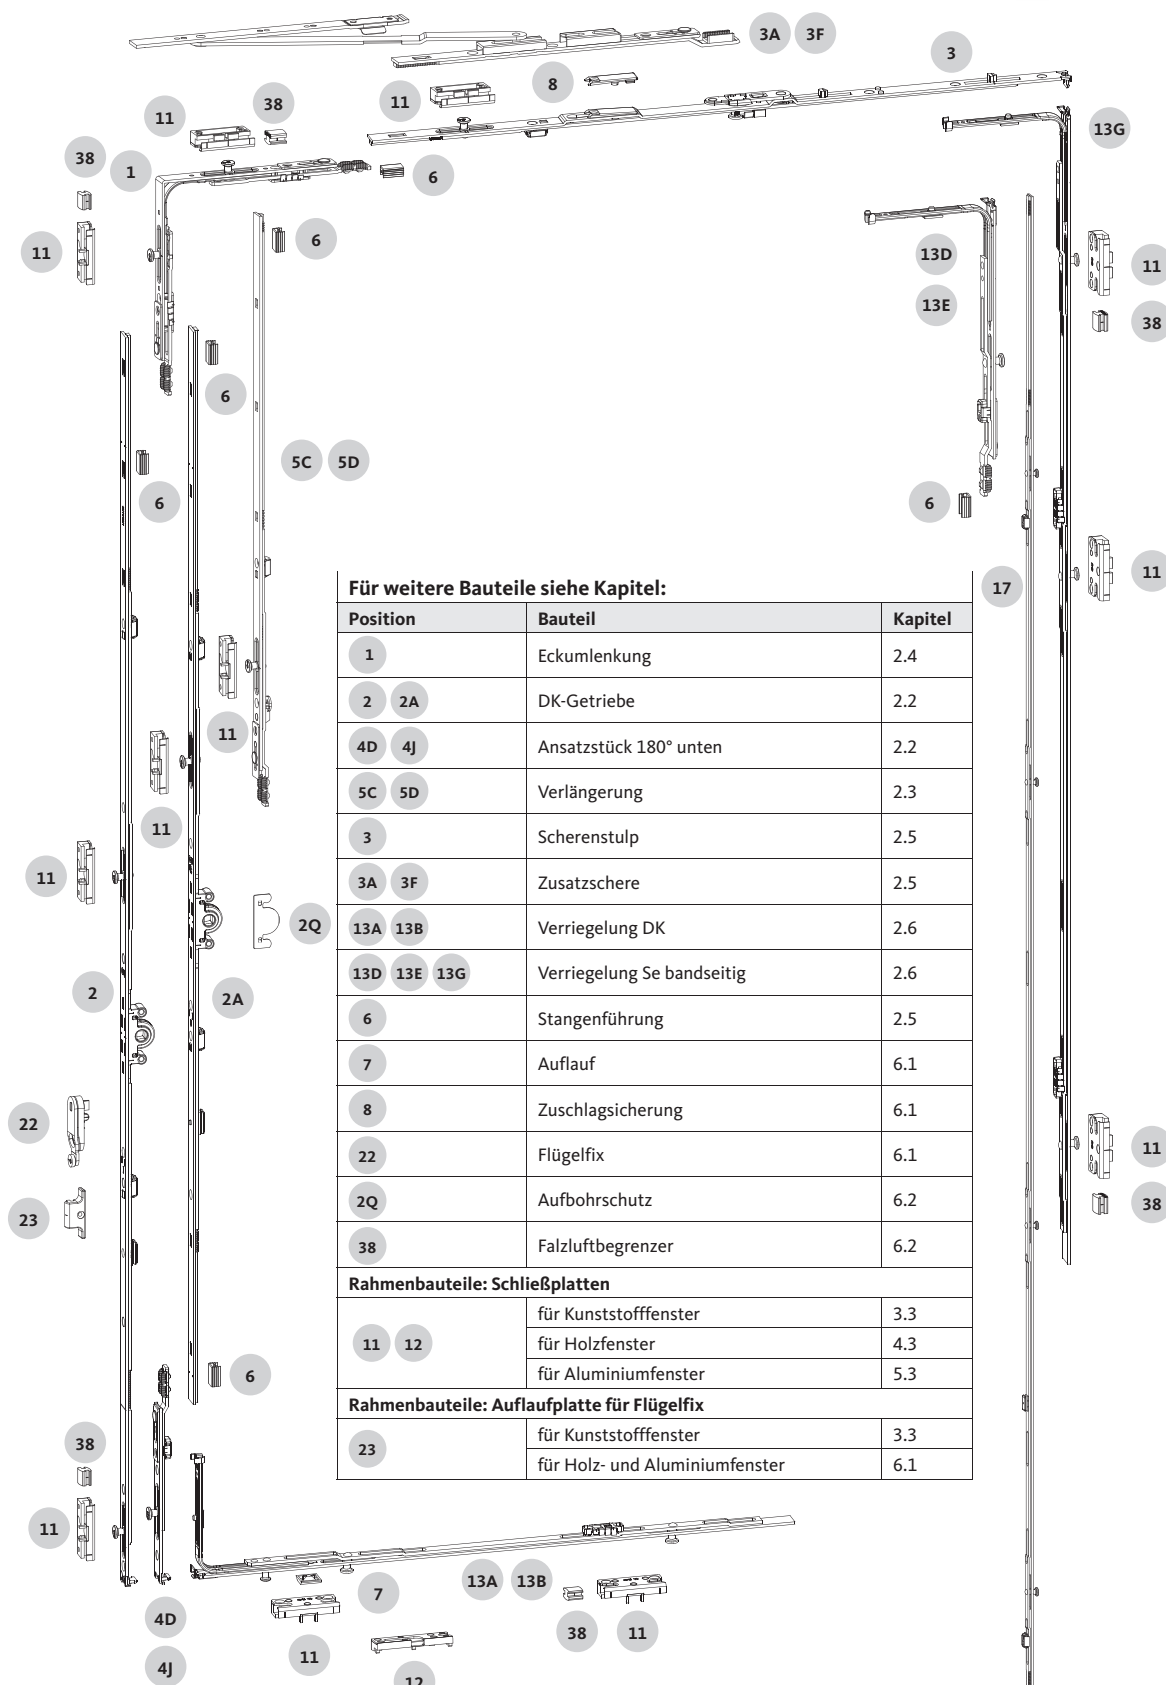 3A 3F
3
8
11
11 38
13G
38 1
6
11
6
13D
11
13E
38
6
5C 5D
6
6
11
17
11
11
11
2Q
2
2A
22
11
23
38
6
38
11
13A 13B
7
4D
38 11
11
4J
12
Für weitere Bauteile siehe Kapitel:
Position Bauteil Kapitel
1 Eckumlenkung 2.4
2 2A DK-Getriebe 2.2
4D 4J Ansatzstück 180° unten 2.2
5C 5D Verlängerung 2.3
3 Scherenstulp 2.5
3A 3F Zusatzschere 2.5
13A 13B Verriegelung DK 2.6
13D 13E 13G Verriegelung Se bandseitig 2.6
6 Stangenführung 2.5
7 Auflauf 6.1
8 Zuschlagsicherung 6.1
22 Flügelfix 6.1
2Q Aufbohrschutz 6.2
38 Falzluftbegrenzer 6.2
Rahmenbauteile: Schließplatten
11 12 für Kunststofffenster 3.3
für Holzfenster 4.3
für Aluminiumfenster 5.3
Rahmenbauteile: Auflaufplatte für Flügelfix
23 für Kunststofffenster 3.3
für Holz- und Aluminiumfenster 6.1